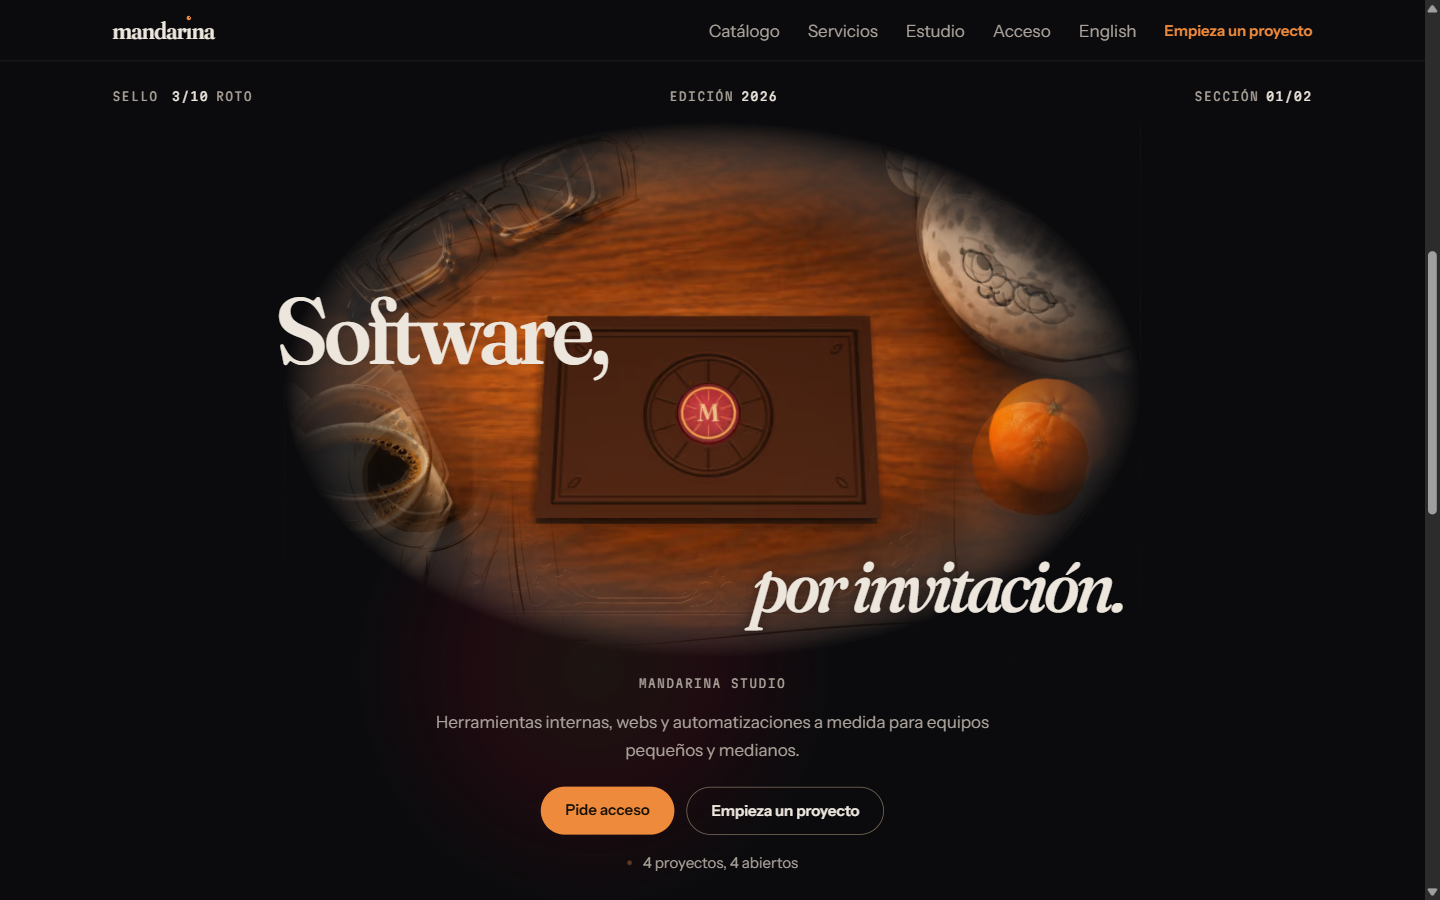 mandarina
Catálogo Servicios Estudio Acceso English Empieza un proyecto
SELLO 3/10 ROTO
EDICIÓN 2026
SECCIÓN 01/02
Software,
M
por invitación.
MANDARINA STUDIO
Herramientas internas, webs y automatizaciones a medida para equipos
pequeños y medianos.
Pide acceso
Empieza un proyecto
4 proyectos, 4 abiertos